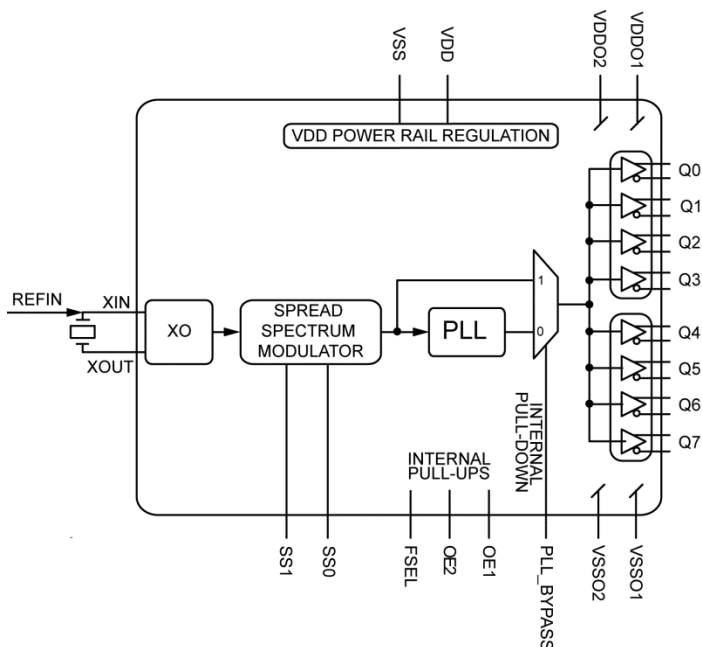 VSS
VDD
VDDO2
VDDO1
VDD POWER RAIL REGULATION
Q0
Q1
Q2
Q3
REFIN
XIN
XO
SPREAD
SPECTRUM
MODULATOR
PLL
1
0
XOUT
Q4
Q5
Q6
Q7
INTERNAL
PULL-DOWN
INTERNAL
PULL-UPS
SS1
SS0
FSEL
OE2
OE1
PLL_BYPASS
VSSO2
VSSO1